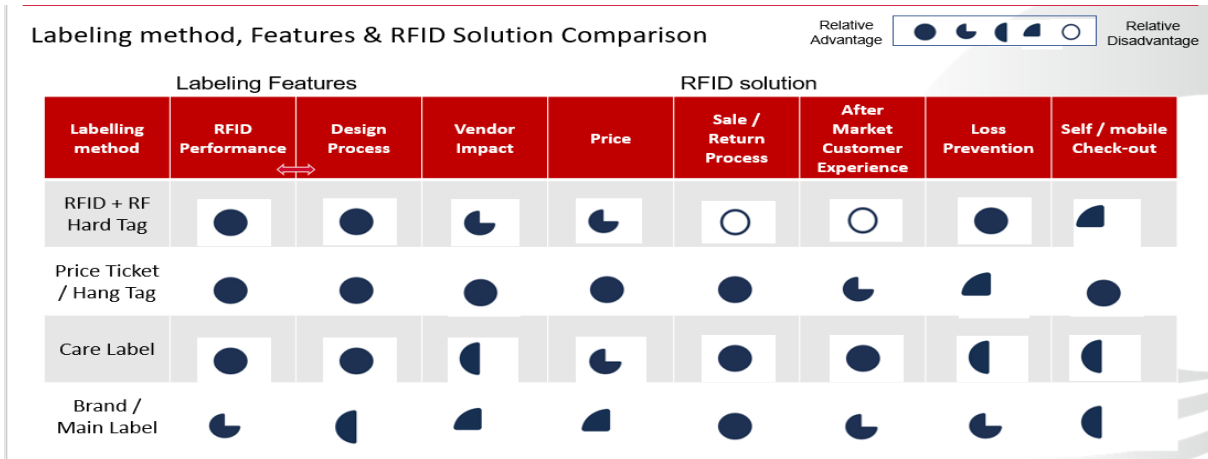 Labeling method, Features & RFID Solution Comparison
Relative
Advantage
Relative
Disadvantage
Labeling Features
RFID solution
Labelling
method
RFID
Performance
Design
Process
Vendor
Impact
Price
Sale /
Return
Process
After
Market
Customer
Experience
Loss
Prevention
Self / mobile
Check-out
RFID + RF
Hard Tag
Price Ticket
/ Hang Tag
Care Label
Brand /
Main Label